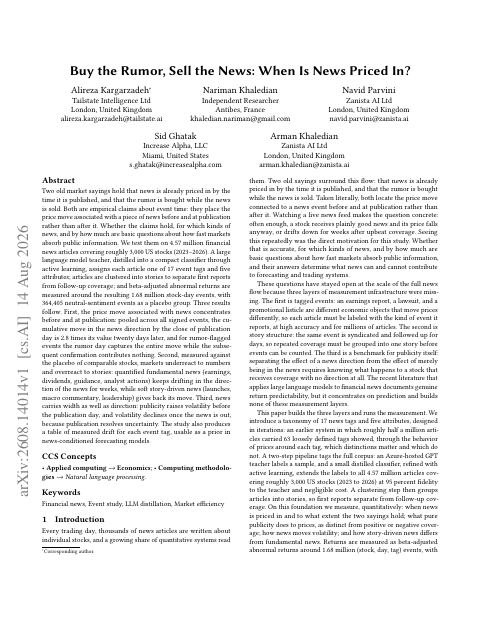 Buy the Rumor, Sell the News: When Is News Priced In?
Alireza Kargarzadeh*
Tailstate Intelligence Ltd
London, United Kingdom
alireza.kargarzadeh@tailstate.ai
Nariman Khaledian
Independent Researcher
Antibes, France
khaledian.nariman@gmail.com
Navid Parvini
Zanista AI Ltd
London, United Kingdom
navid.parvini@zanista.ai
Sid Ghatak
Increase Alpha, LLC
Miami, United States
s.ghatak@increasealpha.com
Arman Khaledian
Zanista AI Ltd
London, United Kingdom
arman.khaledian@zanista.ai
arXiv:2608.14014v1 [cs.AI] 14 Aug 2026
Abstract
Two old market sayings hold that news is already priced in by the
time it is published, and that the rumor is bought while the news
is sold. Both are empirical claims about event time: they place the
price move associated with a piece of news before and at publication
rather than after it. Whether the claims hold, for which kinds of
news, and by how much are basic questions about how fast markets
absorb public information. We test them on 4.57 million financial
news articles covering roughly 3,000 US stocks (2023–2026). A large
language model teacher, distilled into a compact classifier through
active learning, assigns each article one of 17 event tags and five
attributes; articles are clustered into stories to separate first reports
from follow-up coverage; and beta-adjusted abnormal returns are
measured around the resulting 1.68 million stock-day events, with
364,405 neutral-sentiment events as a placebo group. Three results
follow. First, the price move associated with news concentrates
before and at publication: pooled across all signed events, the cu-
mulative move in the news direction by the close of publication
day is 2.8 times its value twenty days later, and for rumor-flagged
events the rumor day captures the entire move while the subse-
quent confirmation contributes nothing. Second, measured against
the placebo of comparable stocks, markets underreact to numbers
and overreact to stories: quantified fundamental news (earnings,
dividends, guidance, analyst actions) keeps drifting in the direc-
tion of the news for weeks, while soft story-driven news (launches,
macro commentary, leadership) gives back its move. Third, news
carries width as well as direction: publicity raises volatility before
the publication day, and volatility declines once the news is out,
because publication resolves uncertainty. The study also produces
a table of measured drift for each event tag, usable as a prior in
news-conditioned forecasting models.
CCS Concepts
• Applied computing → Economics; • Computing methodolo-
gies → Natural language processing.
Keywords
Financial news, Event study, LLM distillation, Market efficiency
1 Introduction
Every trading day, thousands of news articles are written about
individual stocks, and a growing share of quantitative systems read
*Corresponding author.
them. Two old sayings surround this flow: that news is already
priced in by the time it is published, and that the rumor is bought
while the news is sold. Taken literally, both locate the price move
connected to a news event before and at publication rather than
after it. Watching a live news feed makes the question concrete:
often enough, a stock receives plainly good news and its price falls
anyway, or drifts down for weeks after upbeat coverage. Seeing
this repeatedly was the direct motivation for this study. Whether
that is accurate, for which kinds of news, and by how much are
basic questions about how fast markets absorb public information,
and their answers determine what news can and cannot contribute
to forecasting and trading systems.
These questions have stayed open at the scale of the full news
flow because three layers of measurement infrastructure were miss-
ing. The first is tagged events: an earnings report, a lawsuit, and a
promotional listicle are different economic objects that move prices
differently, so each article must be labeled with the kind of event it
reports, at high accuracy and for millions of articles. The second is
story structure: the same event is syndicated and followed up for
days, so repeated coverage must be grouped into one story before
events can be counted. The third is a benchmark for publicity itself:
separating the effect of a news direction from the effect of merely
being in the news requires knowing what happens to a stock that
receives coverage with no direction at all. The recent literature that
applies large language models to financial news documents genuine
return predictability, but it concentrates on prediction and builds
none of these measurement layers.
This paper builds the three layers and runs the measurement. We
introduce a taxonomy of 17 news tags and five attributes, designed
in iterations: an earlier system in which roughly half a million arti-
cles carried 63 loosely defined tags showed, through the behavior
of prices around each tag, which distinctions matter and which do
not. A two-step pipeline tags the full corpus: an Azure-hosted GPT
teacher labels a sample, and a small distilled classifier, refined with
active learning, extends the labels to all 4.57 million articles cov-
ering roughly 3,000 US stocks (2023 to 2026) at 95 percent fidelity
to the teacher and negligible cost. A clustering step then groups
articles into stories, so first reports separate from follow-up cover-
age. On this foundation we measure, quantitatively: when news
is priced in and to what extent the two sayings hold; what pure
publicity does to prices, as distinct from positive or negative cover-
age; how news moves volatility; and how story-driven news differs
from fundamental news. Returns are measured as beta-adjusted
abnormal returns around 1.68 million (stock, day, tag) events, with